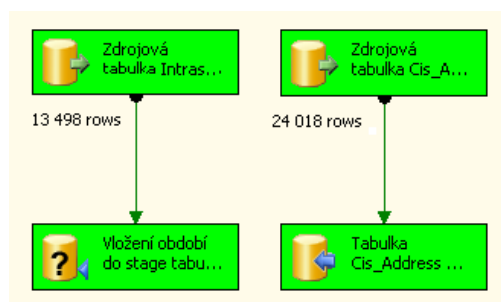 Zdrojová
tabulka Intras...
Zdrojová
tabulka Cis_A...
13 498 rows
24 018 rows
Vložení období
do stage tabu...
Tabulka
Cis_Address ...
?